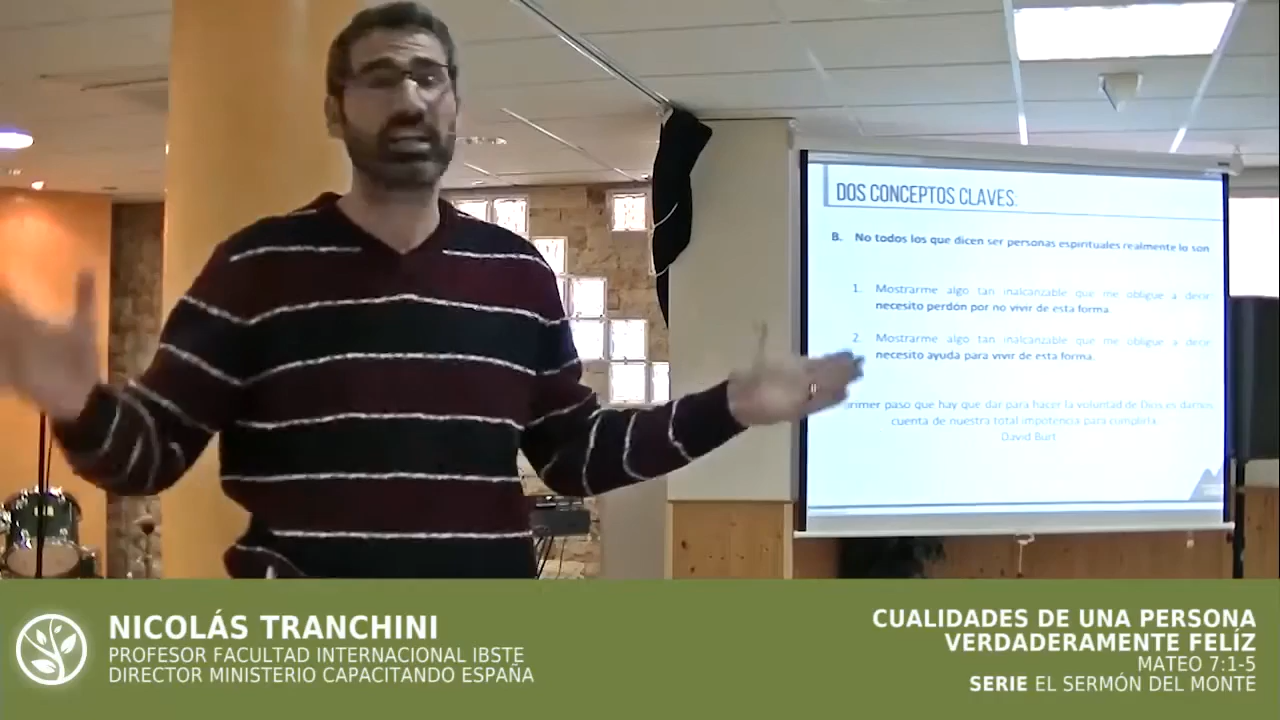 DOS CONCEPTOS CLAVES.
B. No todos los que dicen ser personas espirituales realmente lo son
1. Mostrarme algo tan inalcanzable que me obligue a decir
necesito perdón por no vivir de esta forma.
2. Mostrarme algo tan inalcanzable que me obligue a decir
necesito ayuda para vivir de esta forma.
primer paso que hay que dar para hacer la voluntad de Dios es darnos
cuenta de nuestra total impotencia para cumplirla.
David Burt
NICOLÁS TRANCHINI
PROFESOR FACULTAD INTERNACIONAL IBSTE
DIRECTOR MINISTERIO CAPACITANDO ESPAÑA
CUALIDADES DE UNA PERSONA
VERDADERAMENTE FELÍZ
MATEO 7:1-5
SERIE EL SERMÓN DEL MONTE